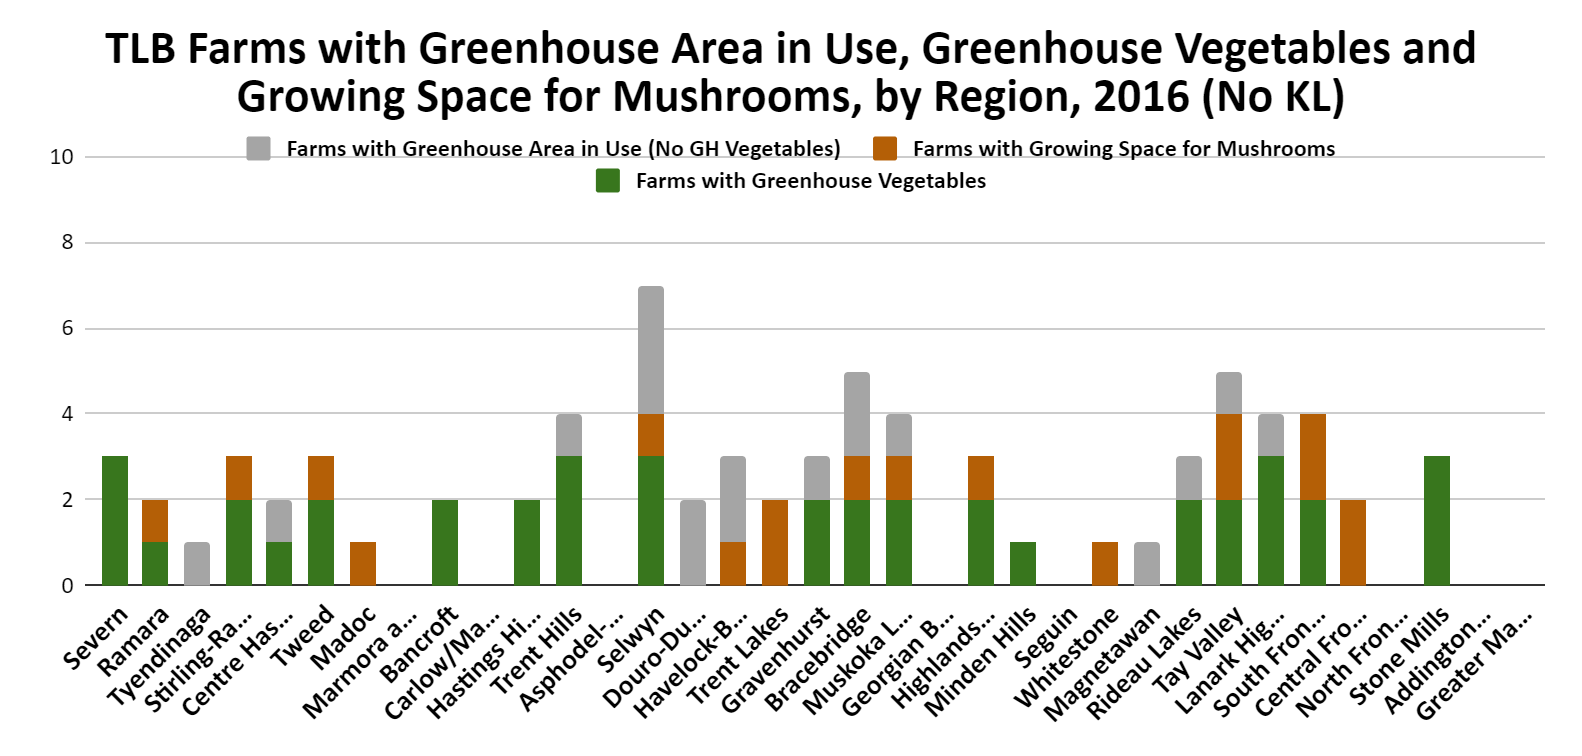 TLB Farms with Greenhouse Area in Use, Greenhouse Vegetables and
Growing Space for Mushrooms, by Region, 2016 (No KL)
Farms with Greenhouse Area in Use (No GH Vegetables)
Farms with Growing Space for Mushrooms
Farms with Greenhouse Vegetables
10
8
6
4
2
0
Severn
Ramara
Tyendinaga
Stirling-Ra...
Centre Has...
Tweed
Madoc
Marmora a...
Bancroft
Carlow/Ma...
Hastings Hi...
Trent Hills
Asphodel-...
Selwyn
Douro-Du...
Havelock-B...
Trent Lakes
Gravenhurst
Bracebridge
Muskoka L...
Georgian B...
Highlands...
Minden Hills
Seguin
Whitestone
Magnetawan
Rideau Lakes
Tay Valley
Lanark Hig...
South Fron...
Central Fro...
North Fron...
Stone Mills
Addington...
Greater Ma...